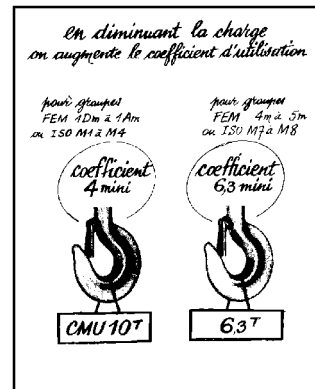 en diminuant la charge
on augmente le coefficient d'utilisation
pour groupes
FEM 1Dm à 1Am
ou ISO M1 à M4
pour groupes
FEM 4m à 5m
ou ISO M7 à M8
coefficient
4 mini
coefficient
6,3 mini
CMU 10T
6,3T